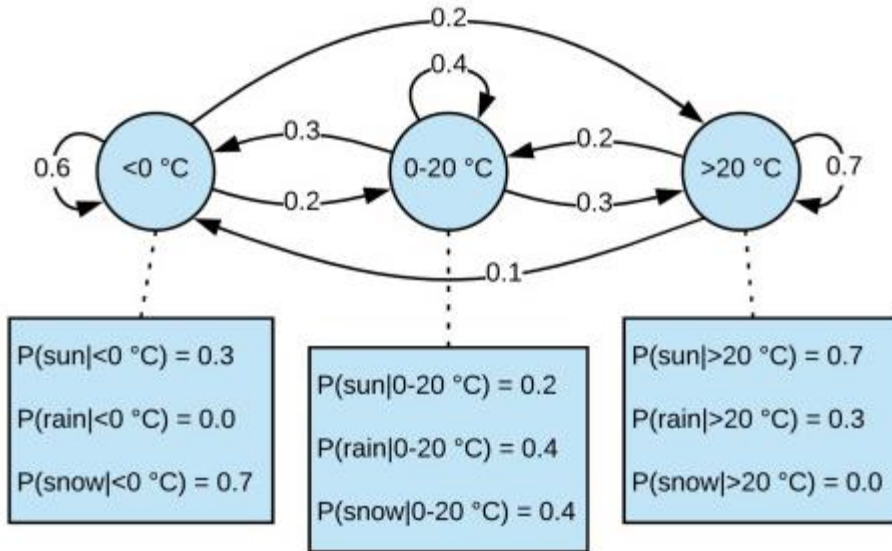 0.2
0.4
0.3
0.2
0.6
<0 °C
0-20 °C
>20 °C
0.7
0.2
0.3
0.1
P(sun|<0 °C) = 0.3
P(rain|<0 °C) = 0.0
P(snow|<0 °C) = 0.7
P(sun|0-20 °C) = 0.2
P(rain|0-20 °C) = 0.4
P(snow|0-20 °C) = 0.4
P(sun|>20 °C) = 0.7
P(rain|>20 °C) = 0.3
P(snow|>20 °C) = 0.0